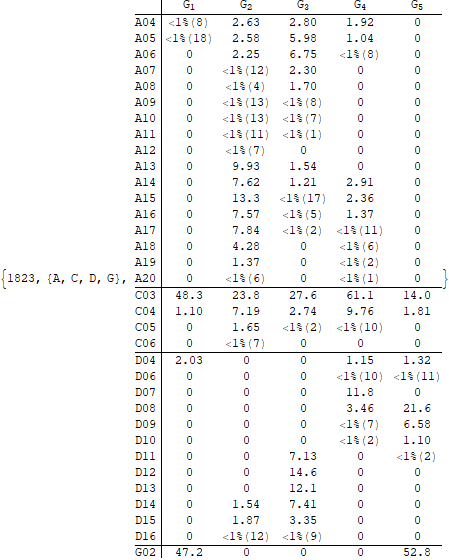 G1 G2 G3 G4 G5
A04 <1%(8) 2.63 2.80 1.92 0
A05 <1%(18) 2.58 5.98 1.04 0
A06 0 2.25 6.75 <1%(8) 0
A07 0 <1%(12) 2.30 0 0
A08 0 <1%(4) 1.70 0 0
A09 0 <1%(13) <1%(8) 0 0
A10 0 <1%(13) <1%(7) 0 0
A11 0 <1%(11) <1%(1) 0 0
A12 0 <1%(7) 0 0 0
A13 0 9.93 1.54 0 0
A14 0 7.62 1.21 2.91 0
A15 0 13.3 <1%(17) 2.36 0
A16 0 7.57 <1%(5) 1.37 0
A17 0 7.84 <1%(2) <1%(11) 0
A18 0 4.28 0 <1%(6) 0
A19 0 1.37 0 <1%(2) 0
{1823, {A, C, D, G}, A20 0 <1%(6) 0 <1%(1) 0 }
C03 48.3 23.8 27.6 61.1 14.0
C04 1.10 7.19 2.74 9.76 1.81
C05 0 1.65 <1%(2) <1%(10) 0
C06 0 <1%(7) 0 0 0
D04 2.03 0 0 1.15 1.32
D06 0 0 0 <1%(10) <1%(11)
D07 0 0 0 11.8 0
D08 0 0 0 3.46 21.6
D09 0 0 0 <1%(7) 6.58
D10 0 0 0 <1%(2) 1.10
D11 0 0 7.13 0 <1%(2)
D12 0 0 14.6 0 0
D13 0 0 12.1 0 0
D14 0 1.54 7.41 0 0
D15 0 1.87 3.35 0 0
D16 0 <1%(12) <1%(9) 0 0
G02 47.2 0 0 0 52.8